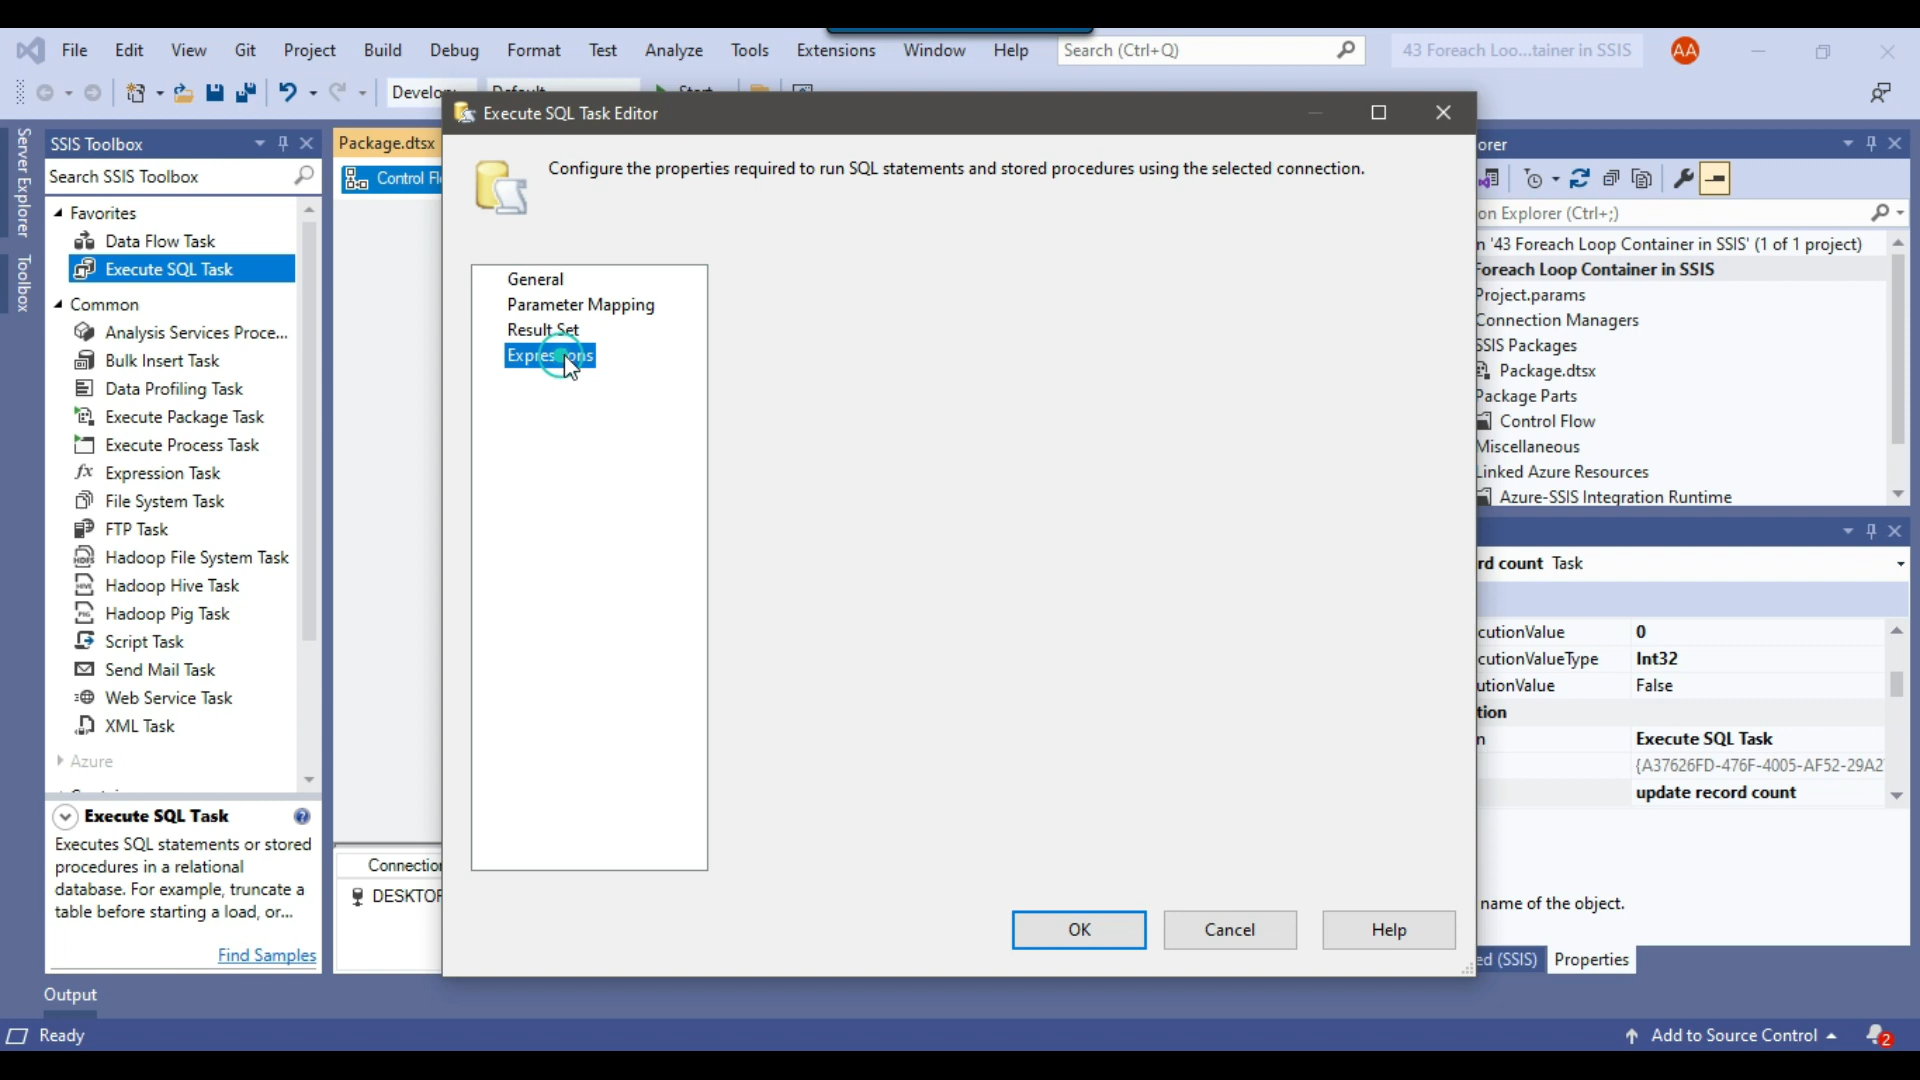 File Edit View Git Project Build Debug Format Test Analyze Tools Extensions Window Help Search (Ctrl+Q) 43 Foreach Loo...tainer in SSIS AA
Execute SQL Task Editor
Configure the properties required to run SQL statements and stored procedures using the selected connection.
General
Parameter Mapping
Result Set
Expressions
OK Cancel Help
Server Explorer
Toolbox
SSIS Toolbox
Search SSIS Toolbox
Favorites
Data Flow Task
Execute SQL Task
Common
Analysis Services Proce...
Bulk Insert Task
Data Profiling Task
Execute Package Task
Execute Process Task
Expression Task
File System Task
FTP Task
Hadoop File System Task
Hadoop Hive Task
Hadoop Pig Task
Script Task
Send Mail Task
Web Service Task
XML Task
Azure
Execute SQL Task
Executes SQL statements or stored
procedures in a relational
database. For example, truncate a
table before starting a load, or...
Find Samples
Package.dtsx
Control Fl
Connection
DESKTOP
orer
on Explorer (Ctrl+;)
n '43 Foreach Loop Container in SSIS' (1 of 1 project)
Foreach Loop Container in SSIS
Project.params
Connection Managers
SSIS Packages
Package.dtsx
Package Parts
Control Flow
Miscellaneous
Linked Azure Resources
Azure-SSIS Integration Runtime
rd count Task
cutionValue 0
cutionValueType Int32
utionValue False
tion
n Execute SQL Task
{A37626FD-476F-4005-AF52-29A2
update record count
name of the object.
ed (SSIS) Properties
Output
Ready
Add to Source Control 2